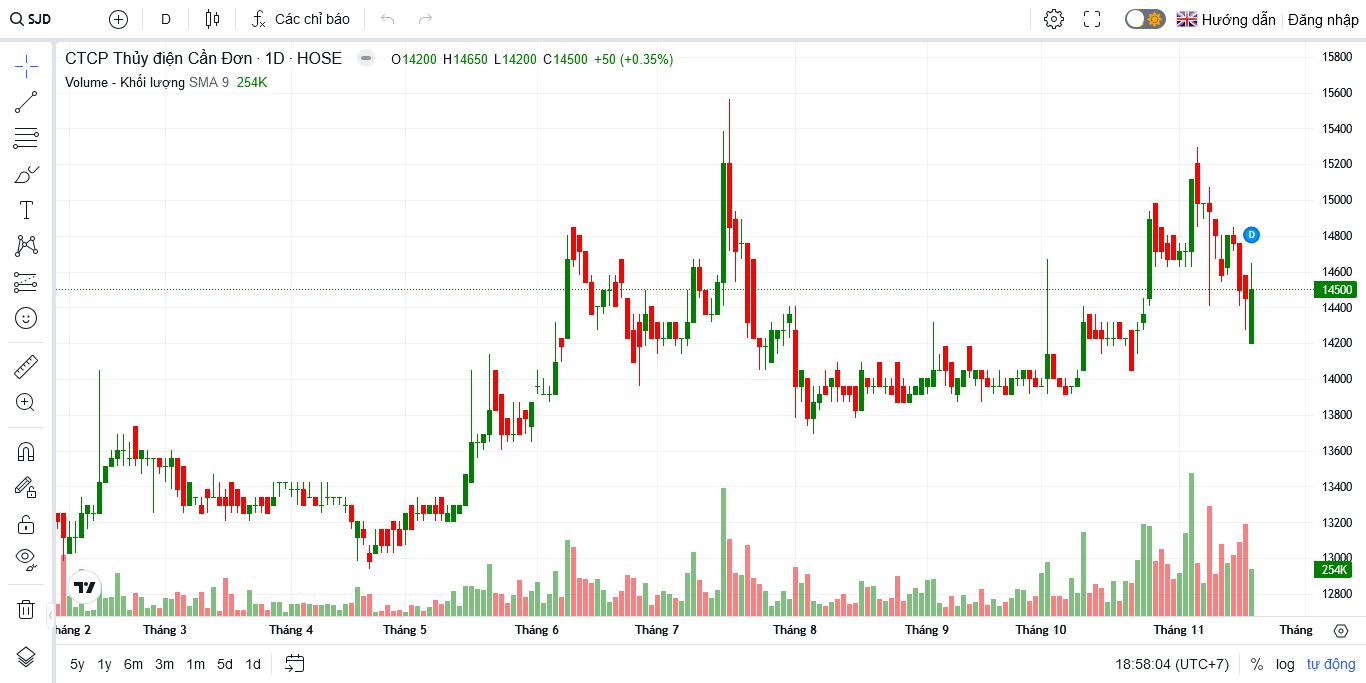 SJD D Các chỉ báo Hướng dẫn Đăng nhập
CTCP Thủy điện Cần Đơn · 1D · HOSE O14200 H14650 L14200 C14500 +50 (+0.35%)
Volume - Khối lượng SMA 9 254K
15800
15600
15400
15200
15000
14800
D
14600
14500
14400
14200
14000
13800
13600
13400
13200
13000
254K
12800
háng 2 Tháng 3 Tháng 4 Tháng 5 Tháng 6 Tháng 7 Tháng 8 Tháng 9 Tháng 10 Tháng 11 Tháng
5y 1y 6m 3m 1m 5d 1d 18:58:04 (UTC+7) % log tự động